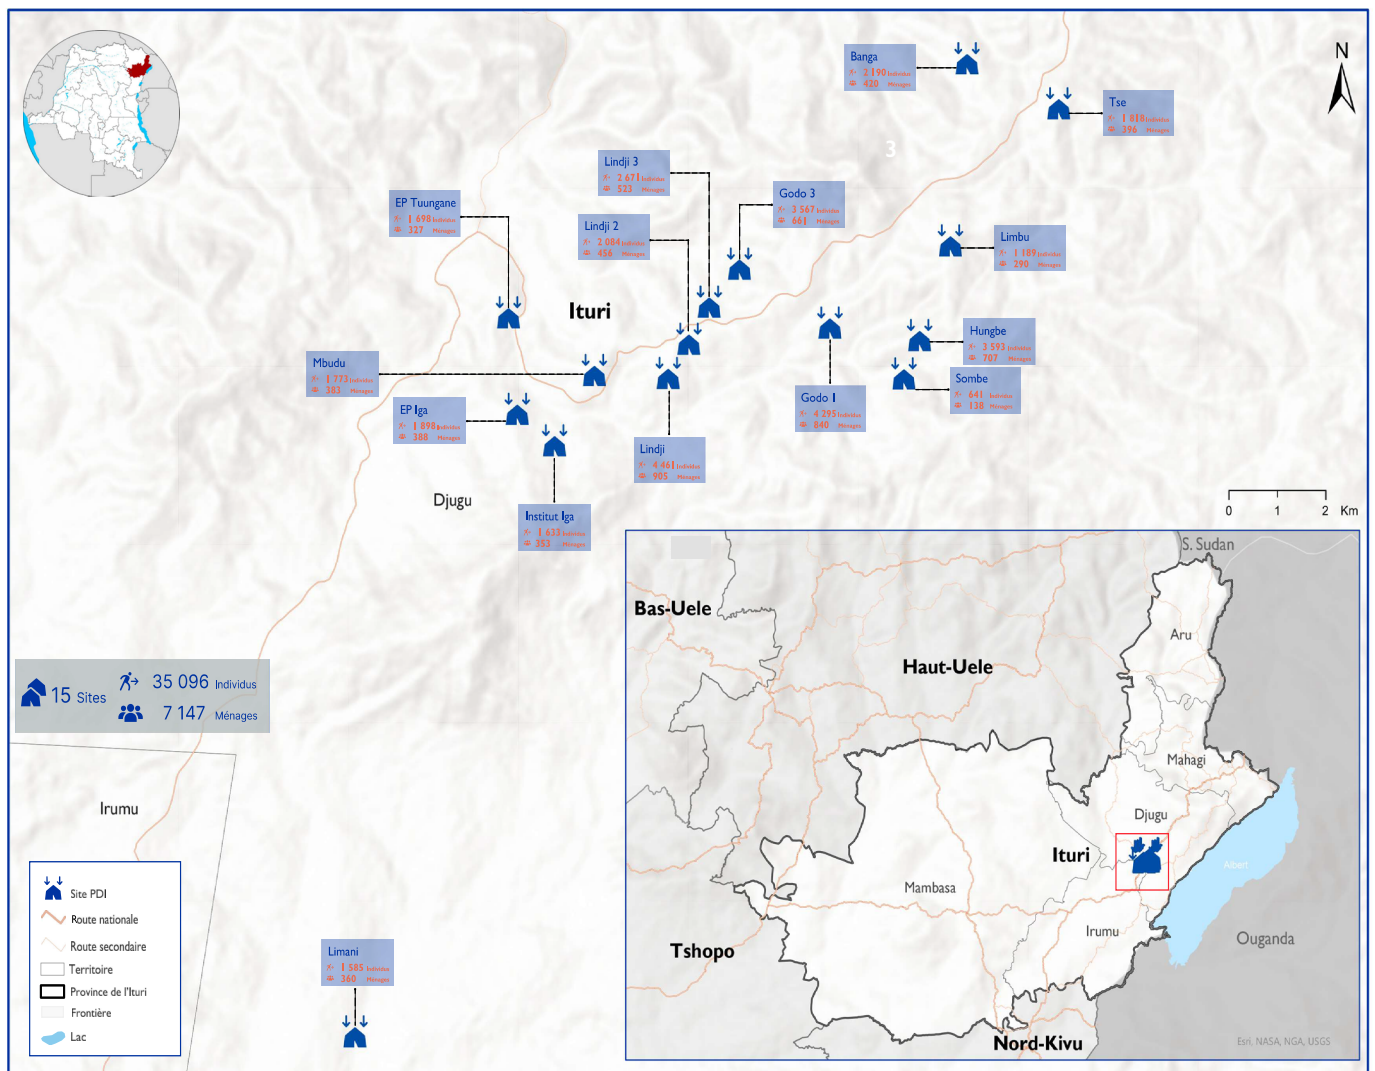 N
Banga
2 190 Individus
420 Ménages
Tse
1 818 Individus
396 Ménages
3
Lindji 3
2 671 Individus
523 Ménages
Godo 3
3 567 Individus
661 Ménages
EP Tuungane
1 698 Individus
327 Ménages
Lindji 2
2 084 Individus
456 Ménages
Limbu
1 189 Individus
290 Ménages
Ituri
Hungbe
3 593 Individus
707 Ménages
Mbudu
1 773 Individus
383 Ménages
Sombe
641 Individus
138 Ménages
Godo 1
4 295 Individus
840 Ménages
EP Iga
1 898 Individus
388 Ménages
Lindji
4 461 Individus
905 Ménages
Djugu
Institut Iga
1 633 Individus
353 Ménages
0 1 2 Km
15 Sites
35 096 Individus
7 147 Ménages
Irumu
Limani
1 585 Individus
360 Ménages
Site PDI
Route nationale
Route secondaire
Territoire
Province de l'Ituri
Frontière
Lac
S. Sudan
Bas-Uele
Aru
Haut-Uele
Mahagi
Djugu
Ituri
Albert
Mambasa
Irumu
Ouganda
Tshopo
Nord-Kivu
Esri, NASA, NGA, USGS